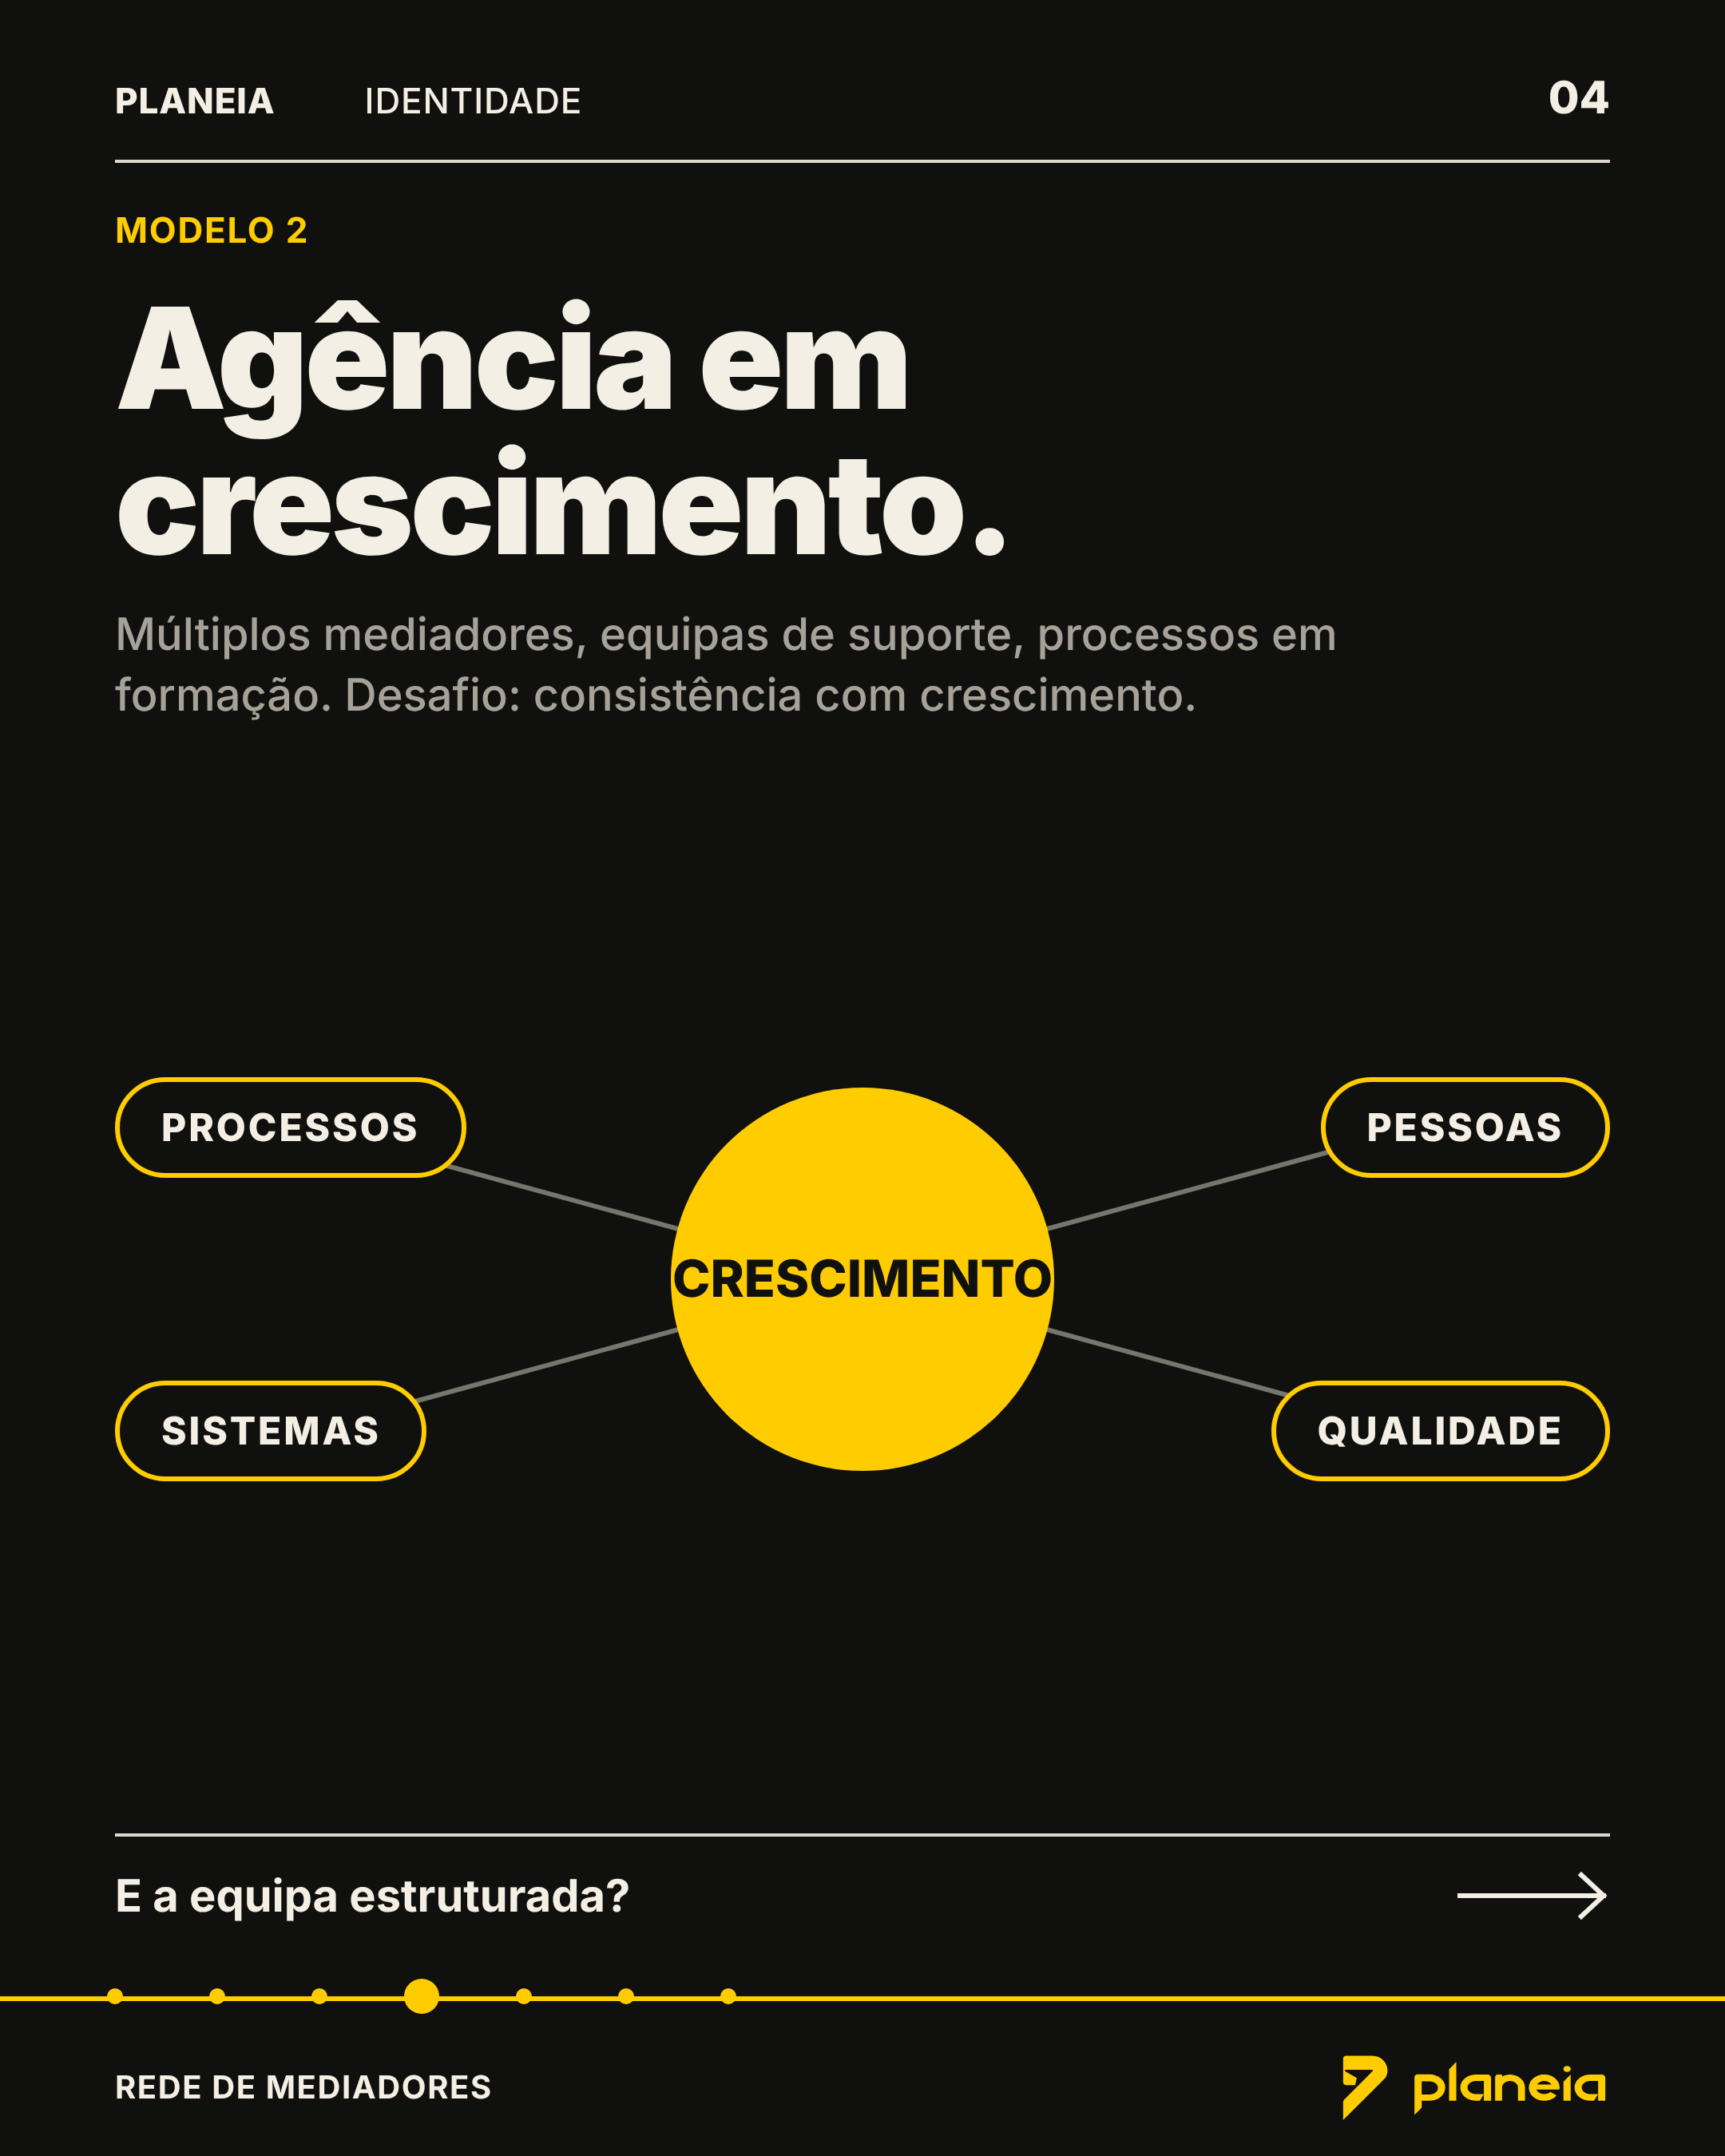 PLANEIA IDENTIDADE 04
MODELO 2
Agência em
crescimento.
Múltiplos mediadores, equipas de suporte, processos em
formação. Desafio: consistência com crescimento.
PROCESSOS
PESSOAS
CRESCIMENTO
SISTEMAS
QUALIDADE
E a equipa estruturada?
REDE DE MEDIADORES
planeia